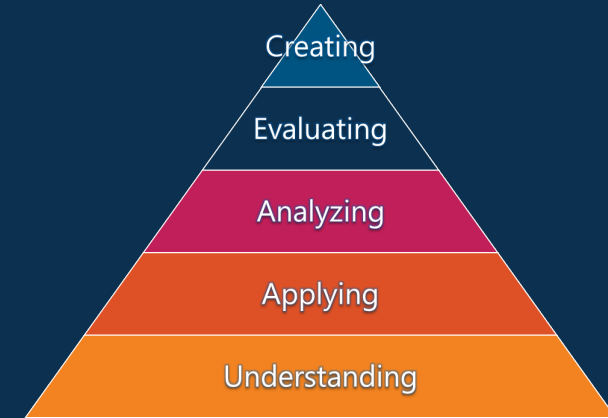 Creating
Evaluating
Analyzing
Applying
Understanding